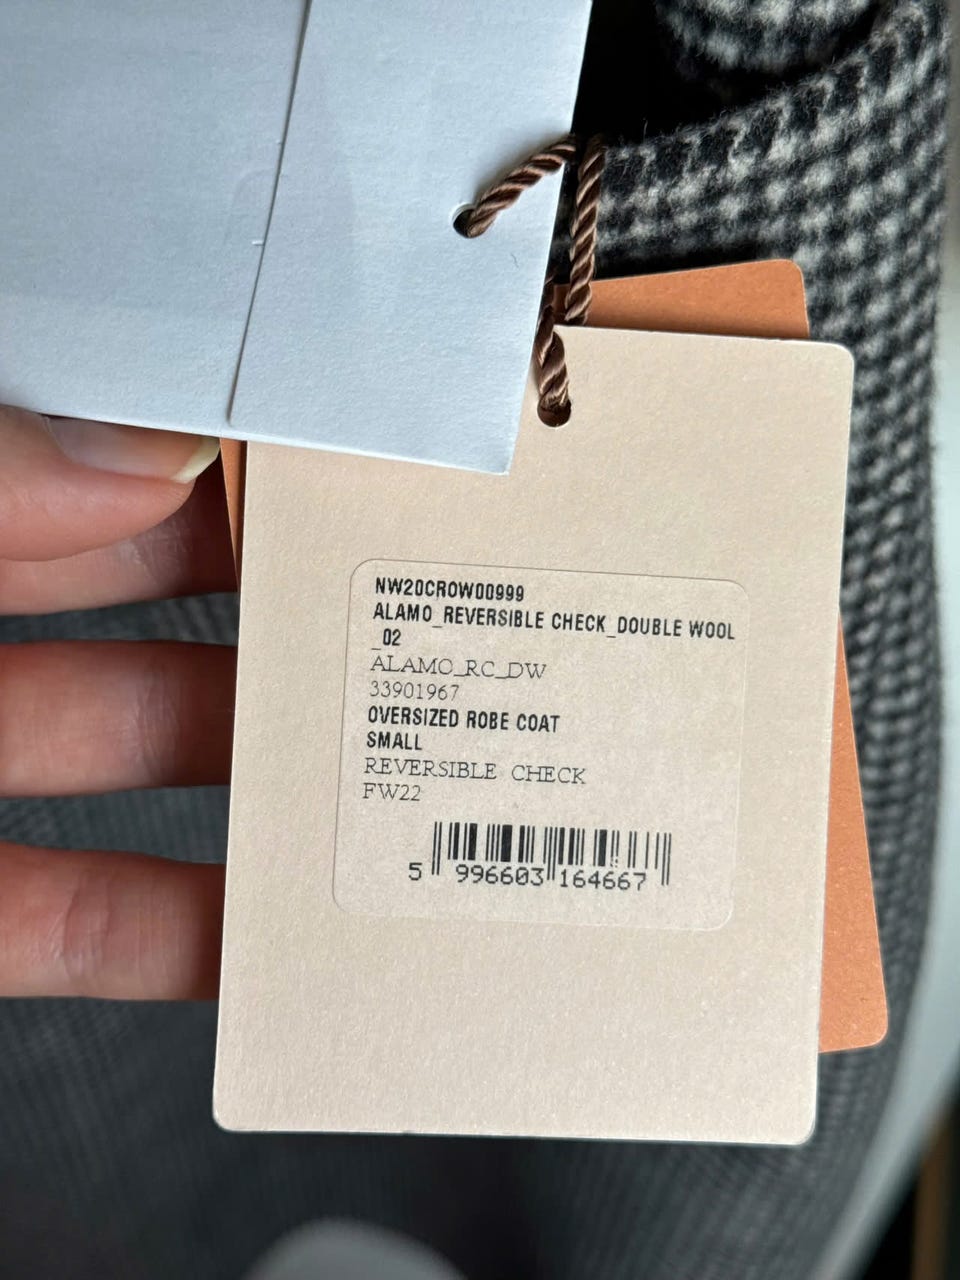 NW20CROW00999
ALAMO_REVERSIBLE CHECK_DOUBLE WOOL
_02
ALAMO_RC_DW
33901967
OVERSIZED ROBE COAT
SMALL
REVERSIBLE CHECK
FW22
5 996603 164667